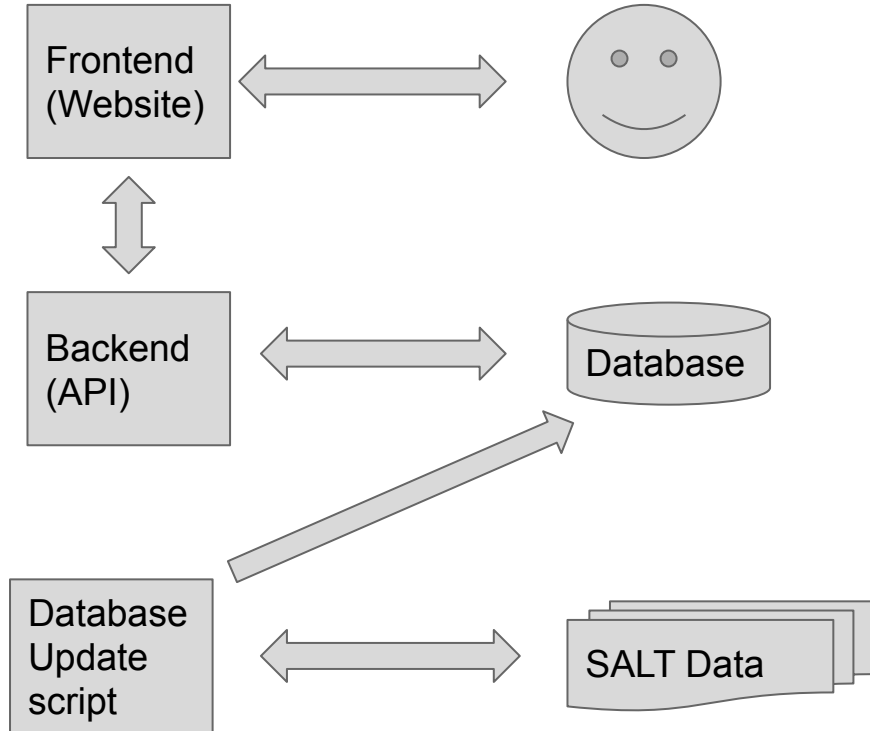 Frontend
(Website)
Backend
(API)
Database
Database
Update
script
SALT Data